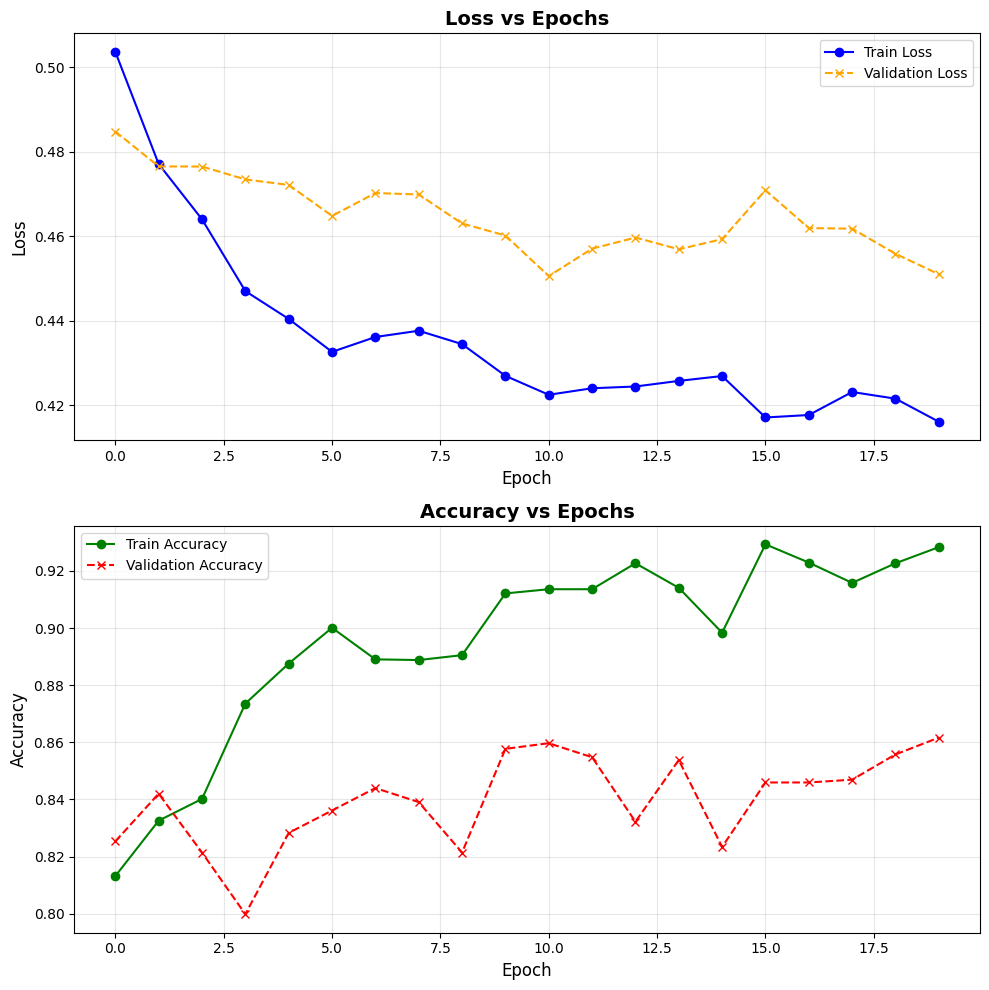 Loss vs Epochs
Train Loss
Validation Loss
0.50
0.48
0.46
0.44
0.42
Loss
0.0 2.5 5.0 7.5 10.0 12.5 15.0 17.5
Epoch
Accuracy vs Epochs
Train Accuracy
Validation Accuracy
0.92
0.90
0.88
0.86
0.84
0.82
0.80
Accuracy
0.0 2.5 5.0 7.5 10.0 12.5 15.0 17.5
Epoch